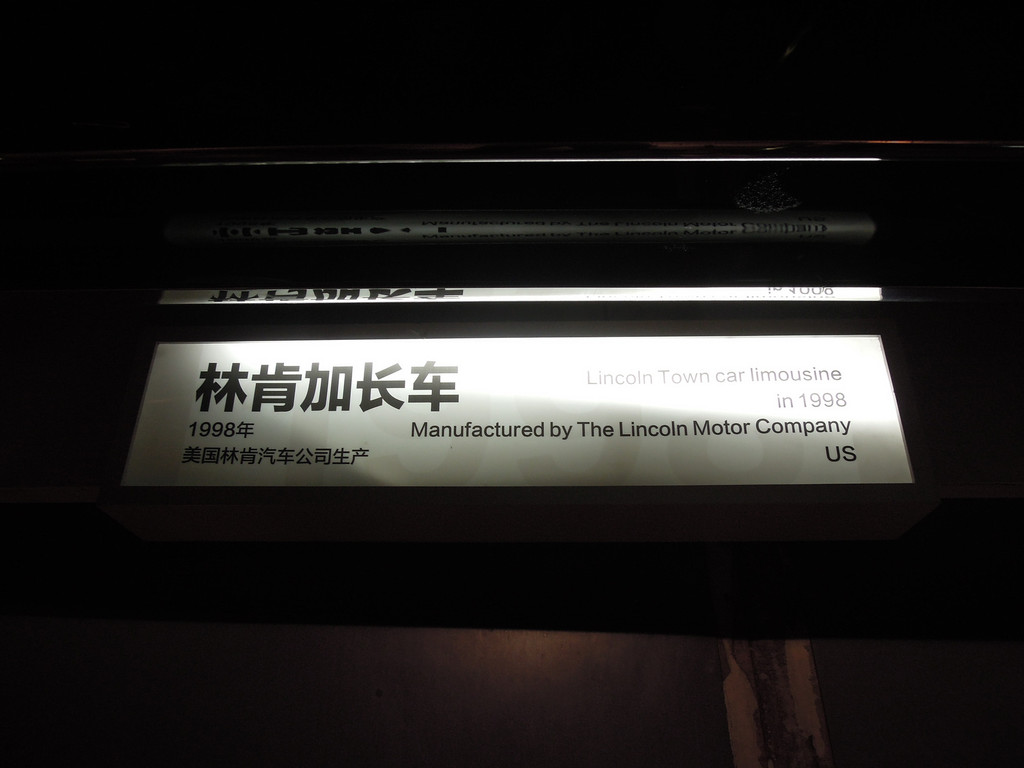 林肯加长车
1998年
美国林肯汽车公司生产
Lincoln Town car limousine
in 1998
Manufactured by The Lincoln Motor Company
US